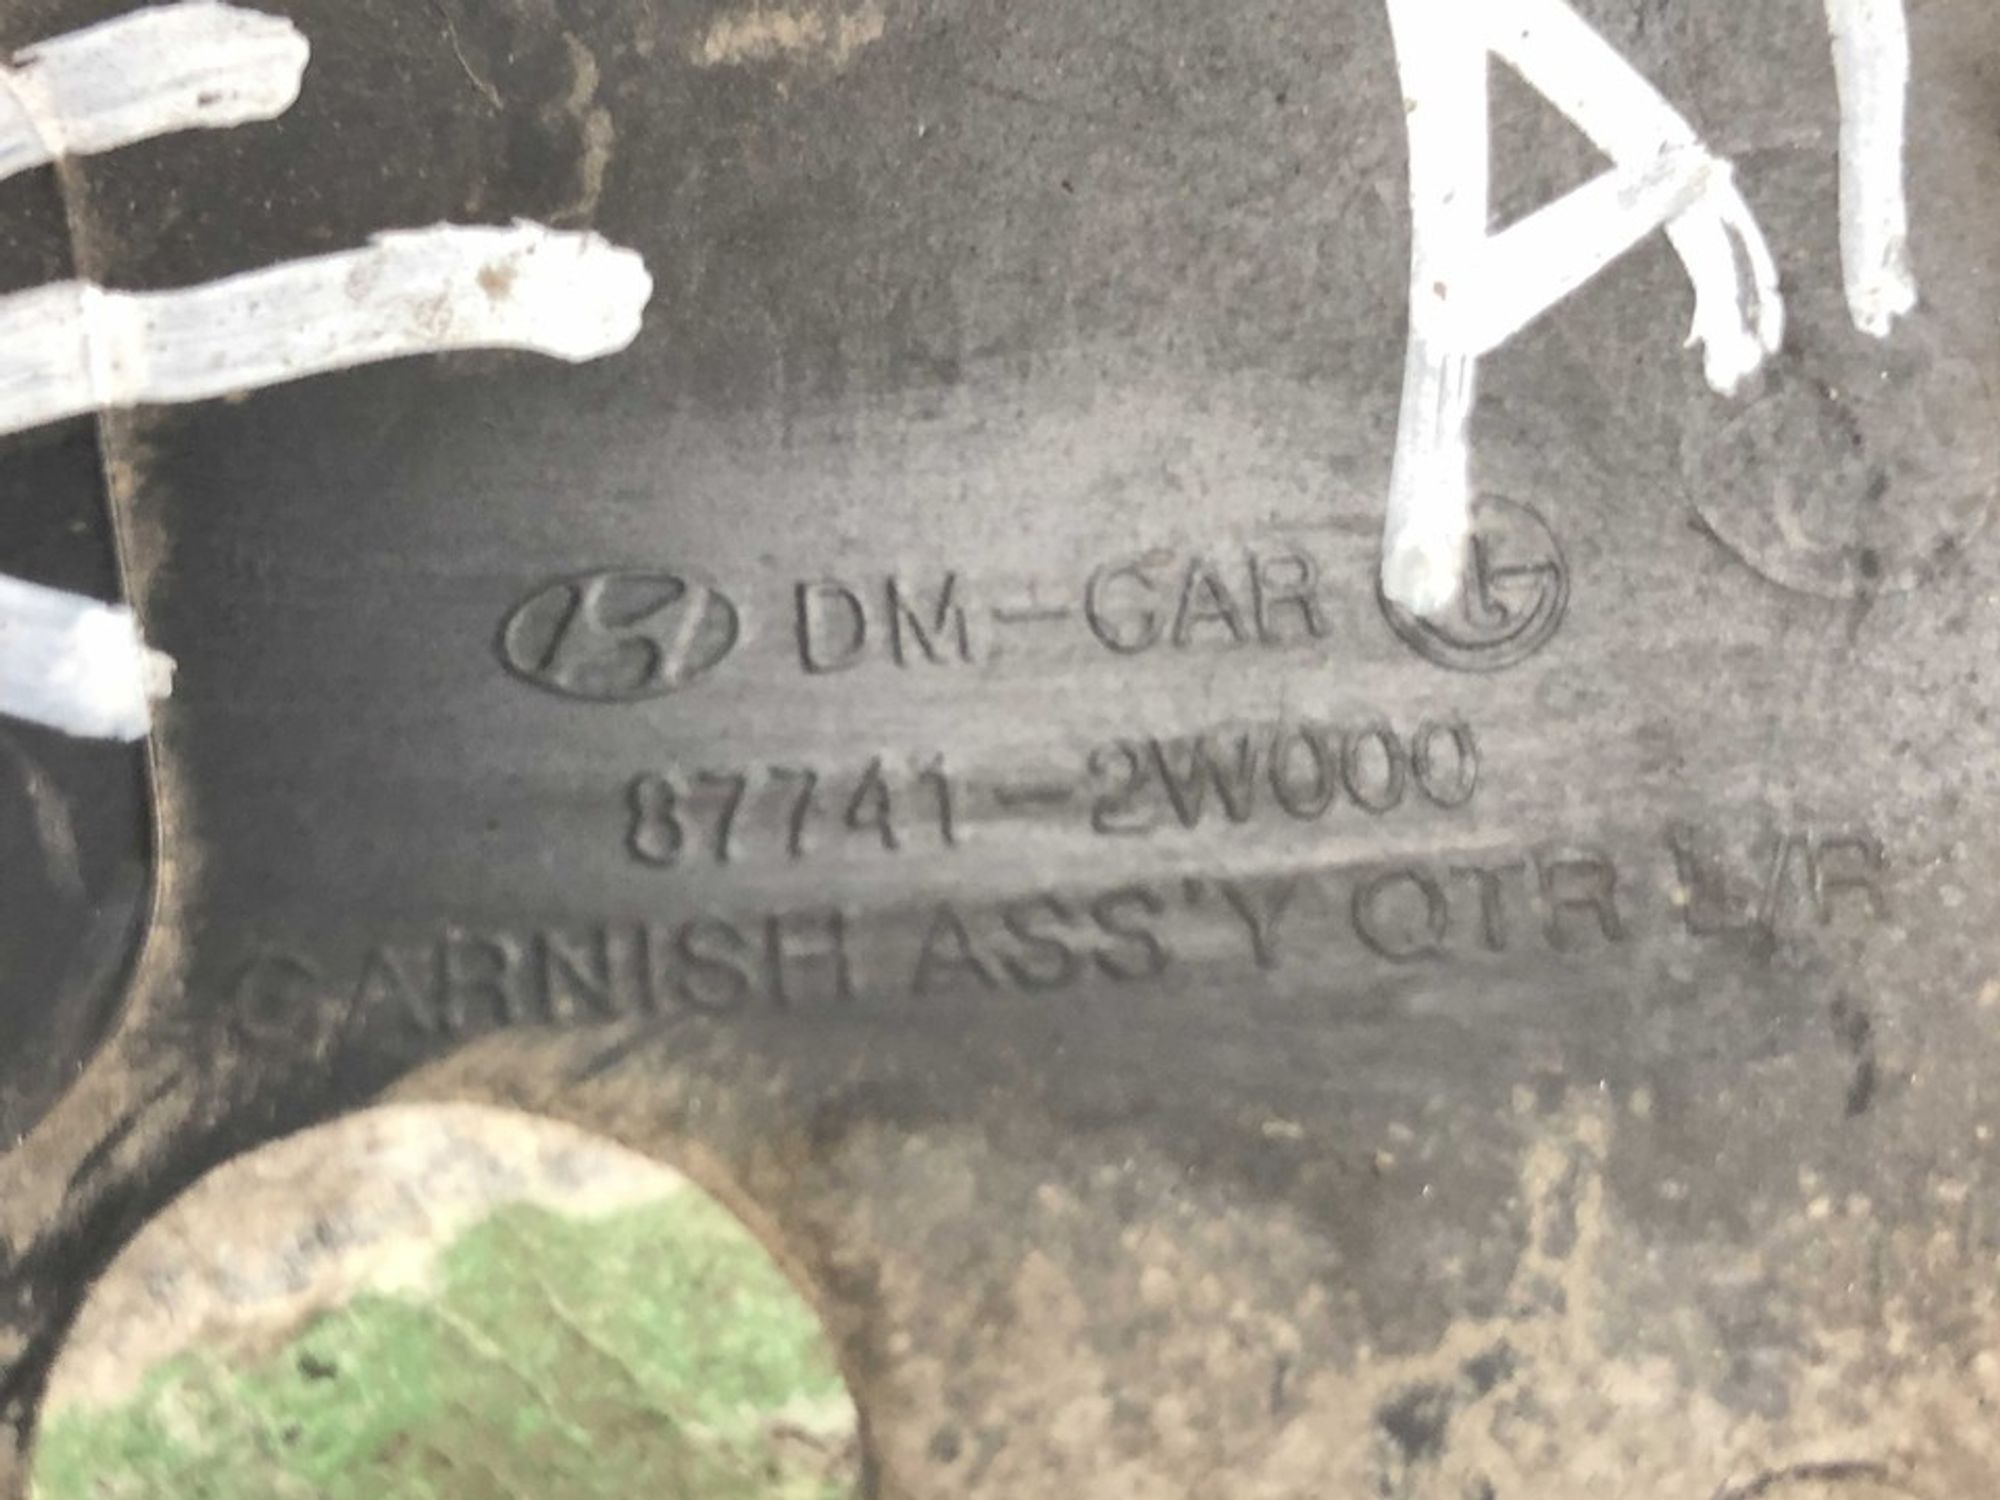 DM-CAR
87741-2W000
GARNISH ASS'Y QTR L/R